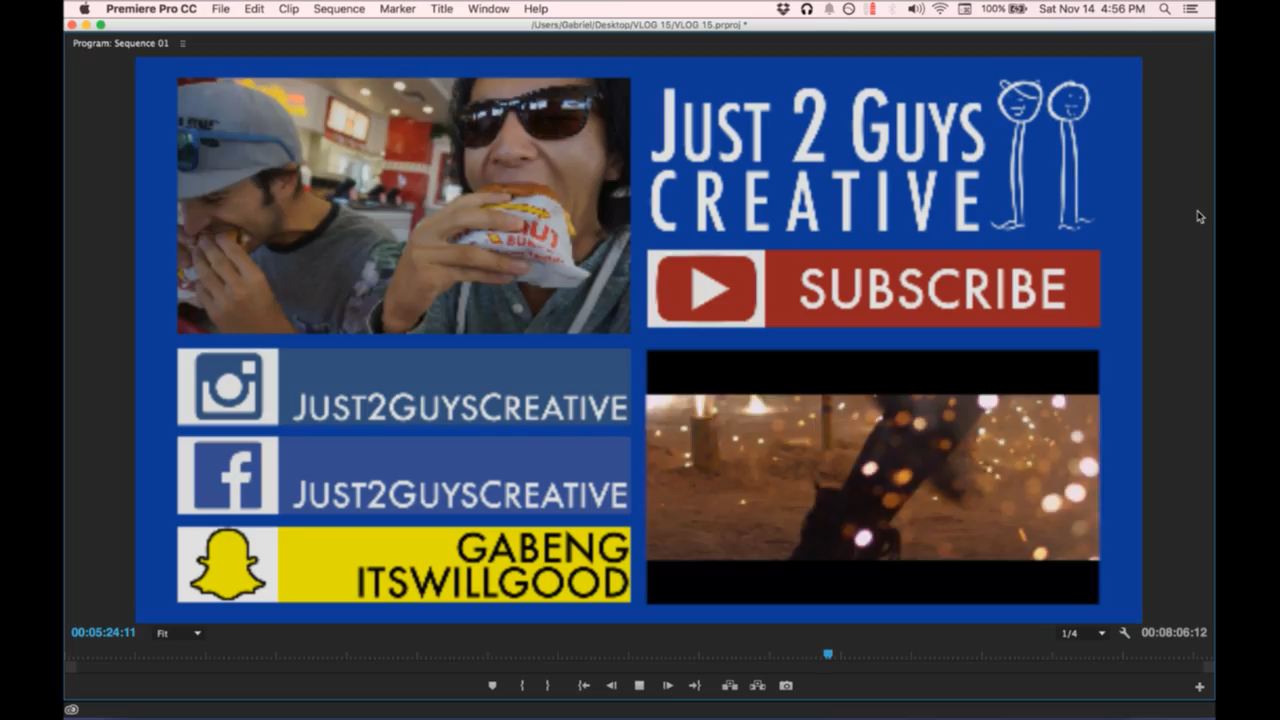 Premiere Pro CC File Edit Clip Sequence Marker Title Window Help 100% Sat Nov 14 4:56 PM
/Users/Gabriel/Desktop/VLOG 15/VLOG 15.prproj *
Program: Sequence 01
JUST 2 GUYS
CREATIVE
SUBSCRIBE
JUST2GUYSCREATIVE
JUST2GUYSCREATIVE
GABENG
ITSWILLGOOD
00:05:24:11 Fit 1/4 00:08:06:12